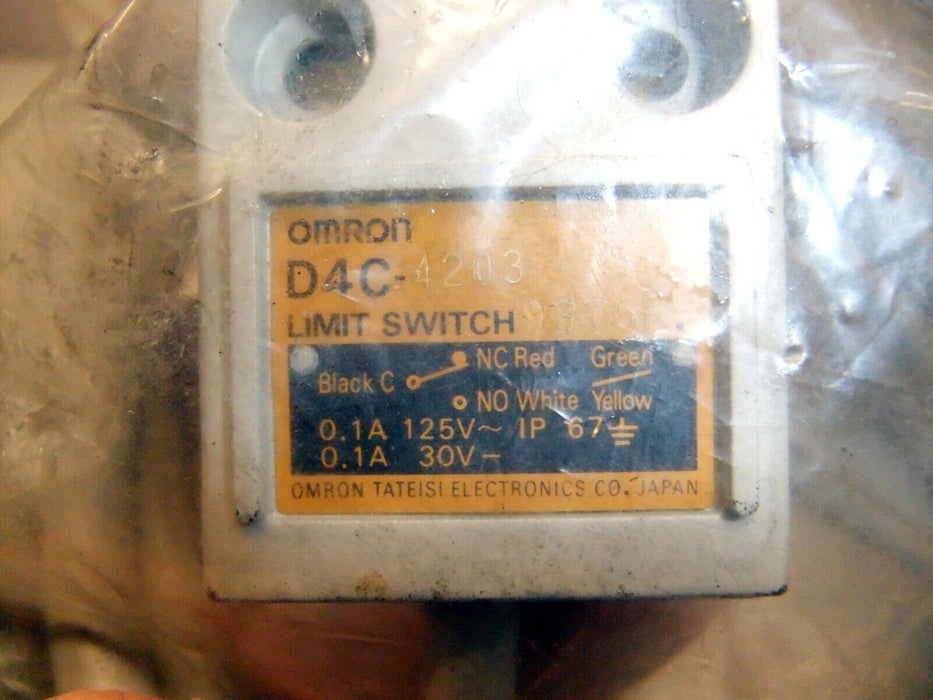 OMRON
D4C-4203
LIMIT SWITCH
NC Red Green
Black C
NO White Yellow
0.1A 125V~ IP 67
0.1A 30V-
OMRON TATEISI ELECTRONICS CO. JAPAN